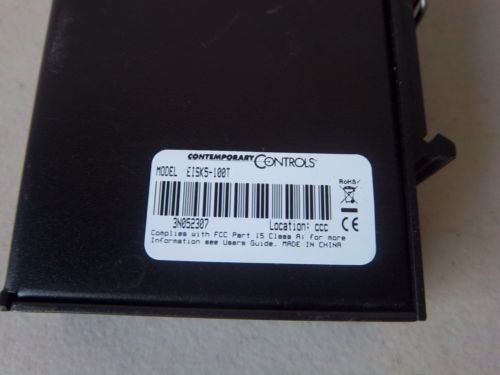 CONTEMPORARY CONTROLS
MODEL EISK5-100T
RoHS
3N052307 Location: ccc CE
Complies with FCC Part 15 Class A; for more
Information see Users Guide. MADE IN CHINA